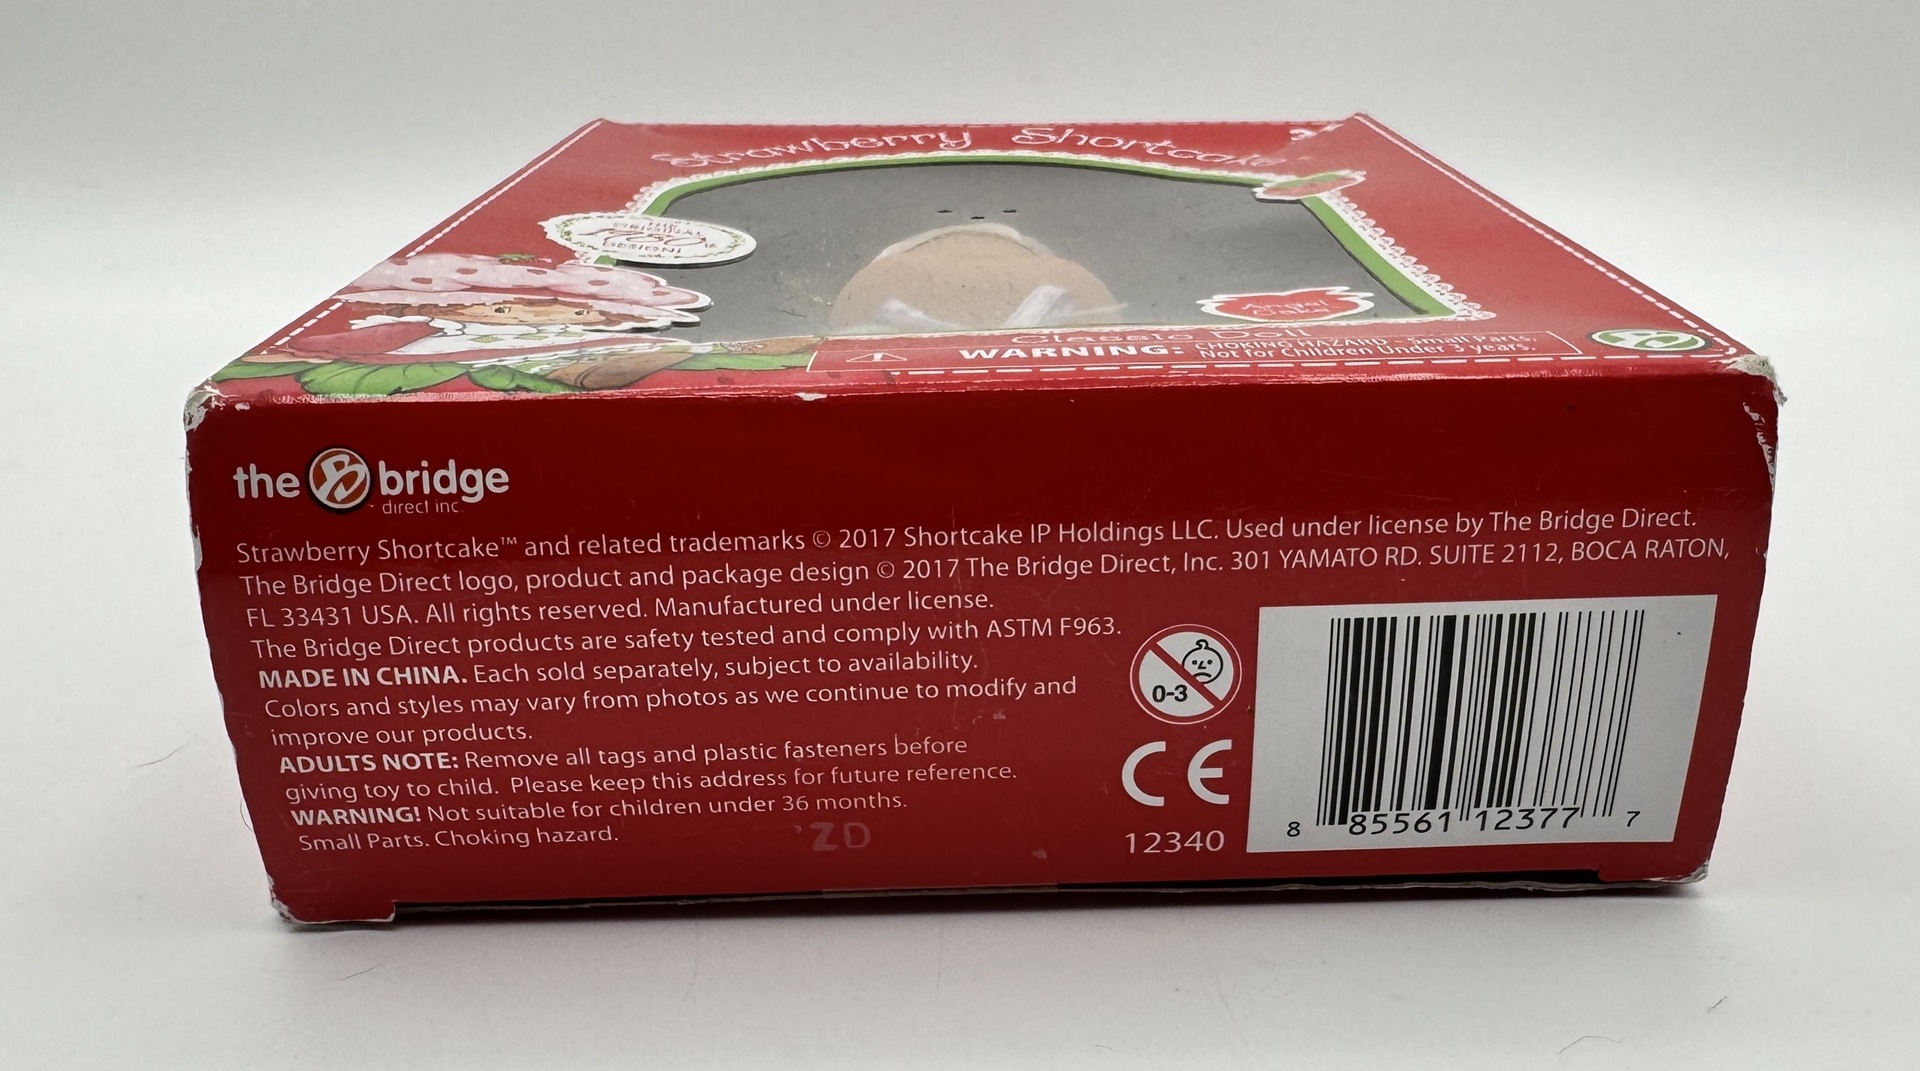 Strawberry Shortcake
THE
ORIGINAL
1980s
DESIGN!
Angel
Cake
Classic Doll
WARNING: CHOKING HAZARD - Small Parts.
Not for Children Under 3 years.
the B bridge
direct inc.
Strawberry Shortcake™ and related trademarks © 2017 Shortcake IP Holdings LLC. Used under license by The Bridge Direct.
The Bridge Direct logo, product and package design © 2017 The Bridge Direct, Inc. 301 YAMATO RD. SUITE 2112, BOCA RATON,
FL 33431 USA. All rights reserved. Manufactured under license.
The Bridge Direct products are safety tested and comply with ASTM F963.
MADE IN CHINA. Each sold separately, subject to availability.
Colors and styles may vary from photos as we continue to modify and
improve our products.
ADULTS NOTE: Remove all tags and plastic fasteners before
giving toy to child. Please keep this address for future reference.
WARNING! Not suitable for children under 36 months.
Small Parts. Choking hazard.
ZD
0-3
CE
12340
8 85561 12377 7